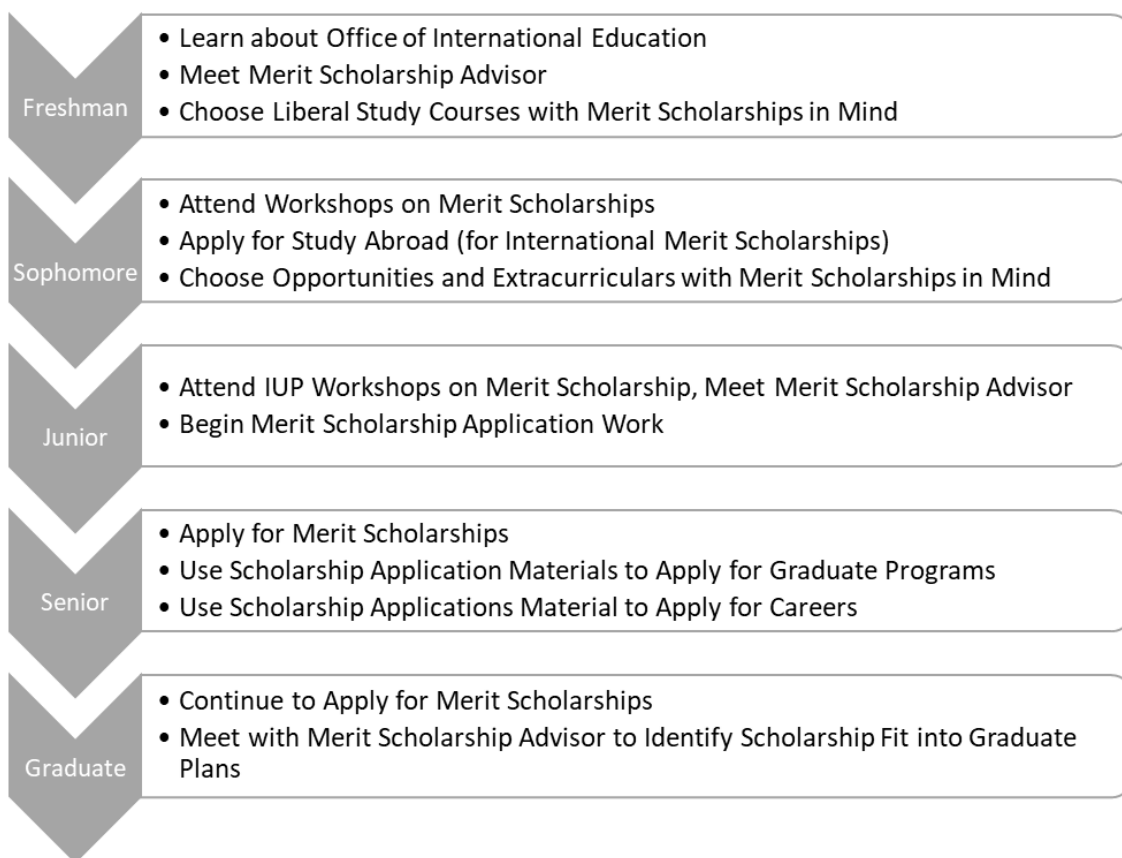 Freshman
• Learn about Office of International Education
• Meet Merit Scholarship Advisor
• Choose Liberal Study Courses with Merit Scholarships in Mind
Sophomore
• Attend Workshops on Merit Scholarships
• Apply for Study Abroad (for International Merit Scholarships)
• Choose Opportunities and Extracurriculars with Merit Scholarships in Mind
Junior
• Attend IUP Workshops on Merit Scholarship, Meet Merit Scholarship Advisor
• Begin Merit Scholarship Application Work
Senior
• Apply for Merit Scholarships
• Use Scholarship Application Materials to Apply for Graduate Programs
• Use Scholarship Applications Material to Apply for Careers
Graduate
• Continue to Apply for Merit Scholarships
• Meet with Merit Scholarship Advisor to Identify Scholarship Fit into Graduate
Plans